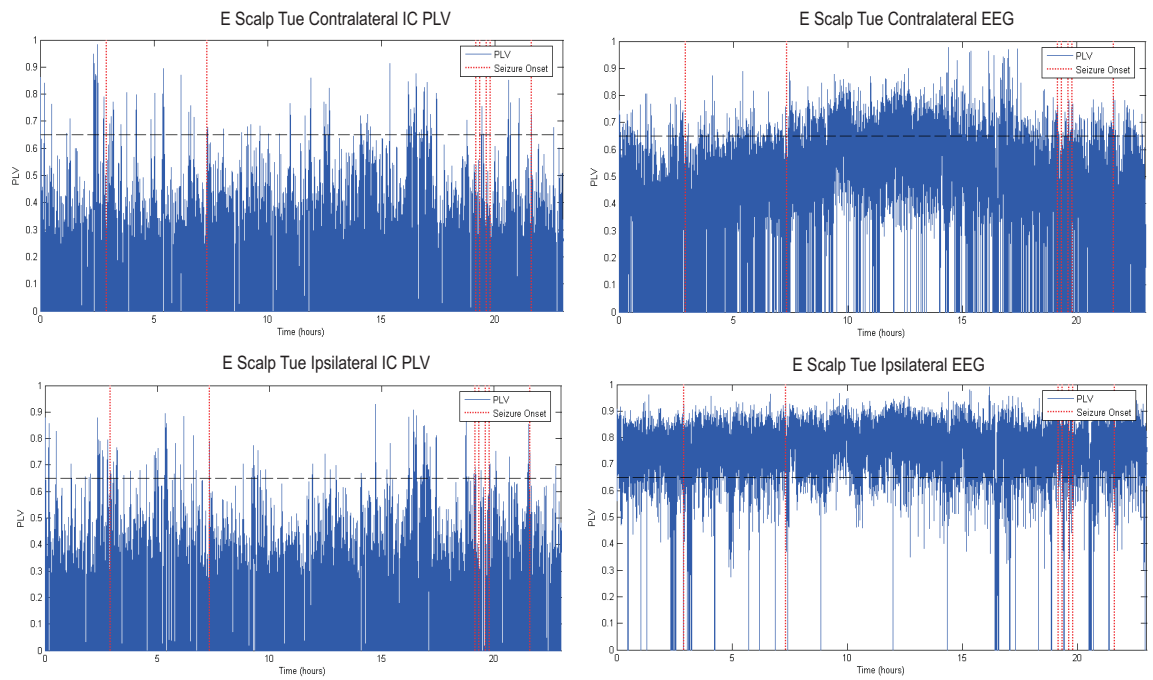 E Scalp Tue Contralateral IC PLV
1
0.9
0.8
0.7
0.6
0.5
0.4
0.3
0.2
0.1
0
PLV
PLV
Seizure Onset
0 5 10 15 20
Time (hours)
E Scalp Tue Contralateral EEG
1
0.9
0.8
0.7
0.6
0.5
0.4
0.3
0.2
0.1
0
PLV
PLV
Seizure Onset
0 5 10 15 20
Time (hours)
E Scalp Tue Ipsilateral IC PLV
1
0.9
0.8
0.7
0.6
0.5
0.4
0.3
0.2
0.1
0
PLV
PLV
Seizure Onset
0 5 10 15 20
Time (hours)
E Scalp Tue Ipsilateral EEG
1
0.9
0.8
0.7
0.6
0.5
0.4
0.3
0.2
0.1
0
PLV
PLV
Seizure Onset
0 5 10 15 20
Time (hours)